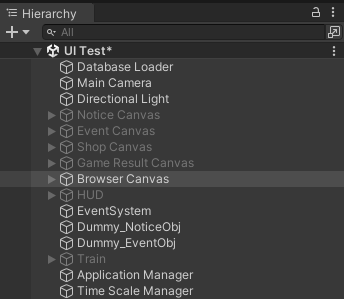 Hierarchy
All
UI Test*
Database Loader
Main Camera
Directional Light
Notice Canvas
Event Canvas
Shop Canvas
Game Result Canvas
Browser Canvas
HUD
EventSystem
Dummy_NoticeObj
Dummy_EventObj
Train
Application Manager
Time Scale Manager